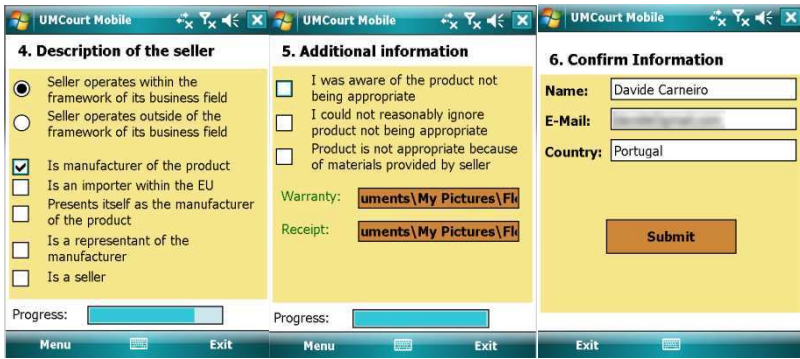 UMCourt Mobile
4. Description of the seller
Seller operates within the
framework of its business field
Seller operates outside of the
framework of its business field
Is manufacturer of the product
Is an importer within the EU
Presents itself as the manufacturer
of the product
Is a representant of the
manufacturer
Is a seller
Progress:
Menu Exit
UMCourt Mobile
5. Additional information
I was aware of the product not
being appropriate
I could not reasonably ignore
product not being appropriate
Product is not appropriate because
of materials provided by seller
Warranty: uments\My Pictures\Fl
Receipt: uments\My Pictures\Fl
Progress:
Menu Exit
UMCourt Mobile
6. Confirm Information
Name: Davide Carneiro
E-Mail:
Country: Portugal
Submit
Exit